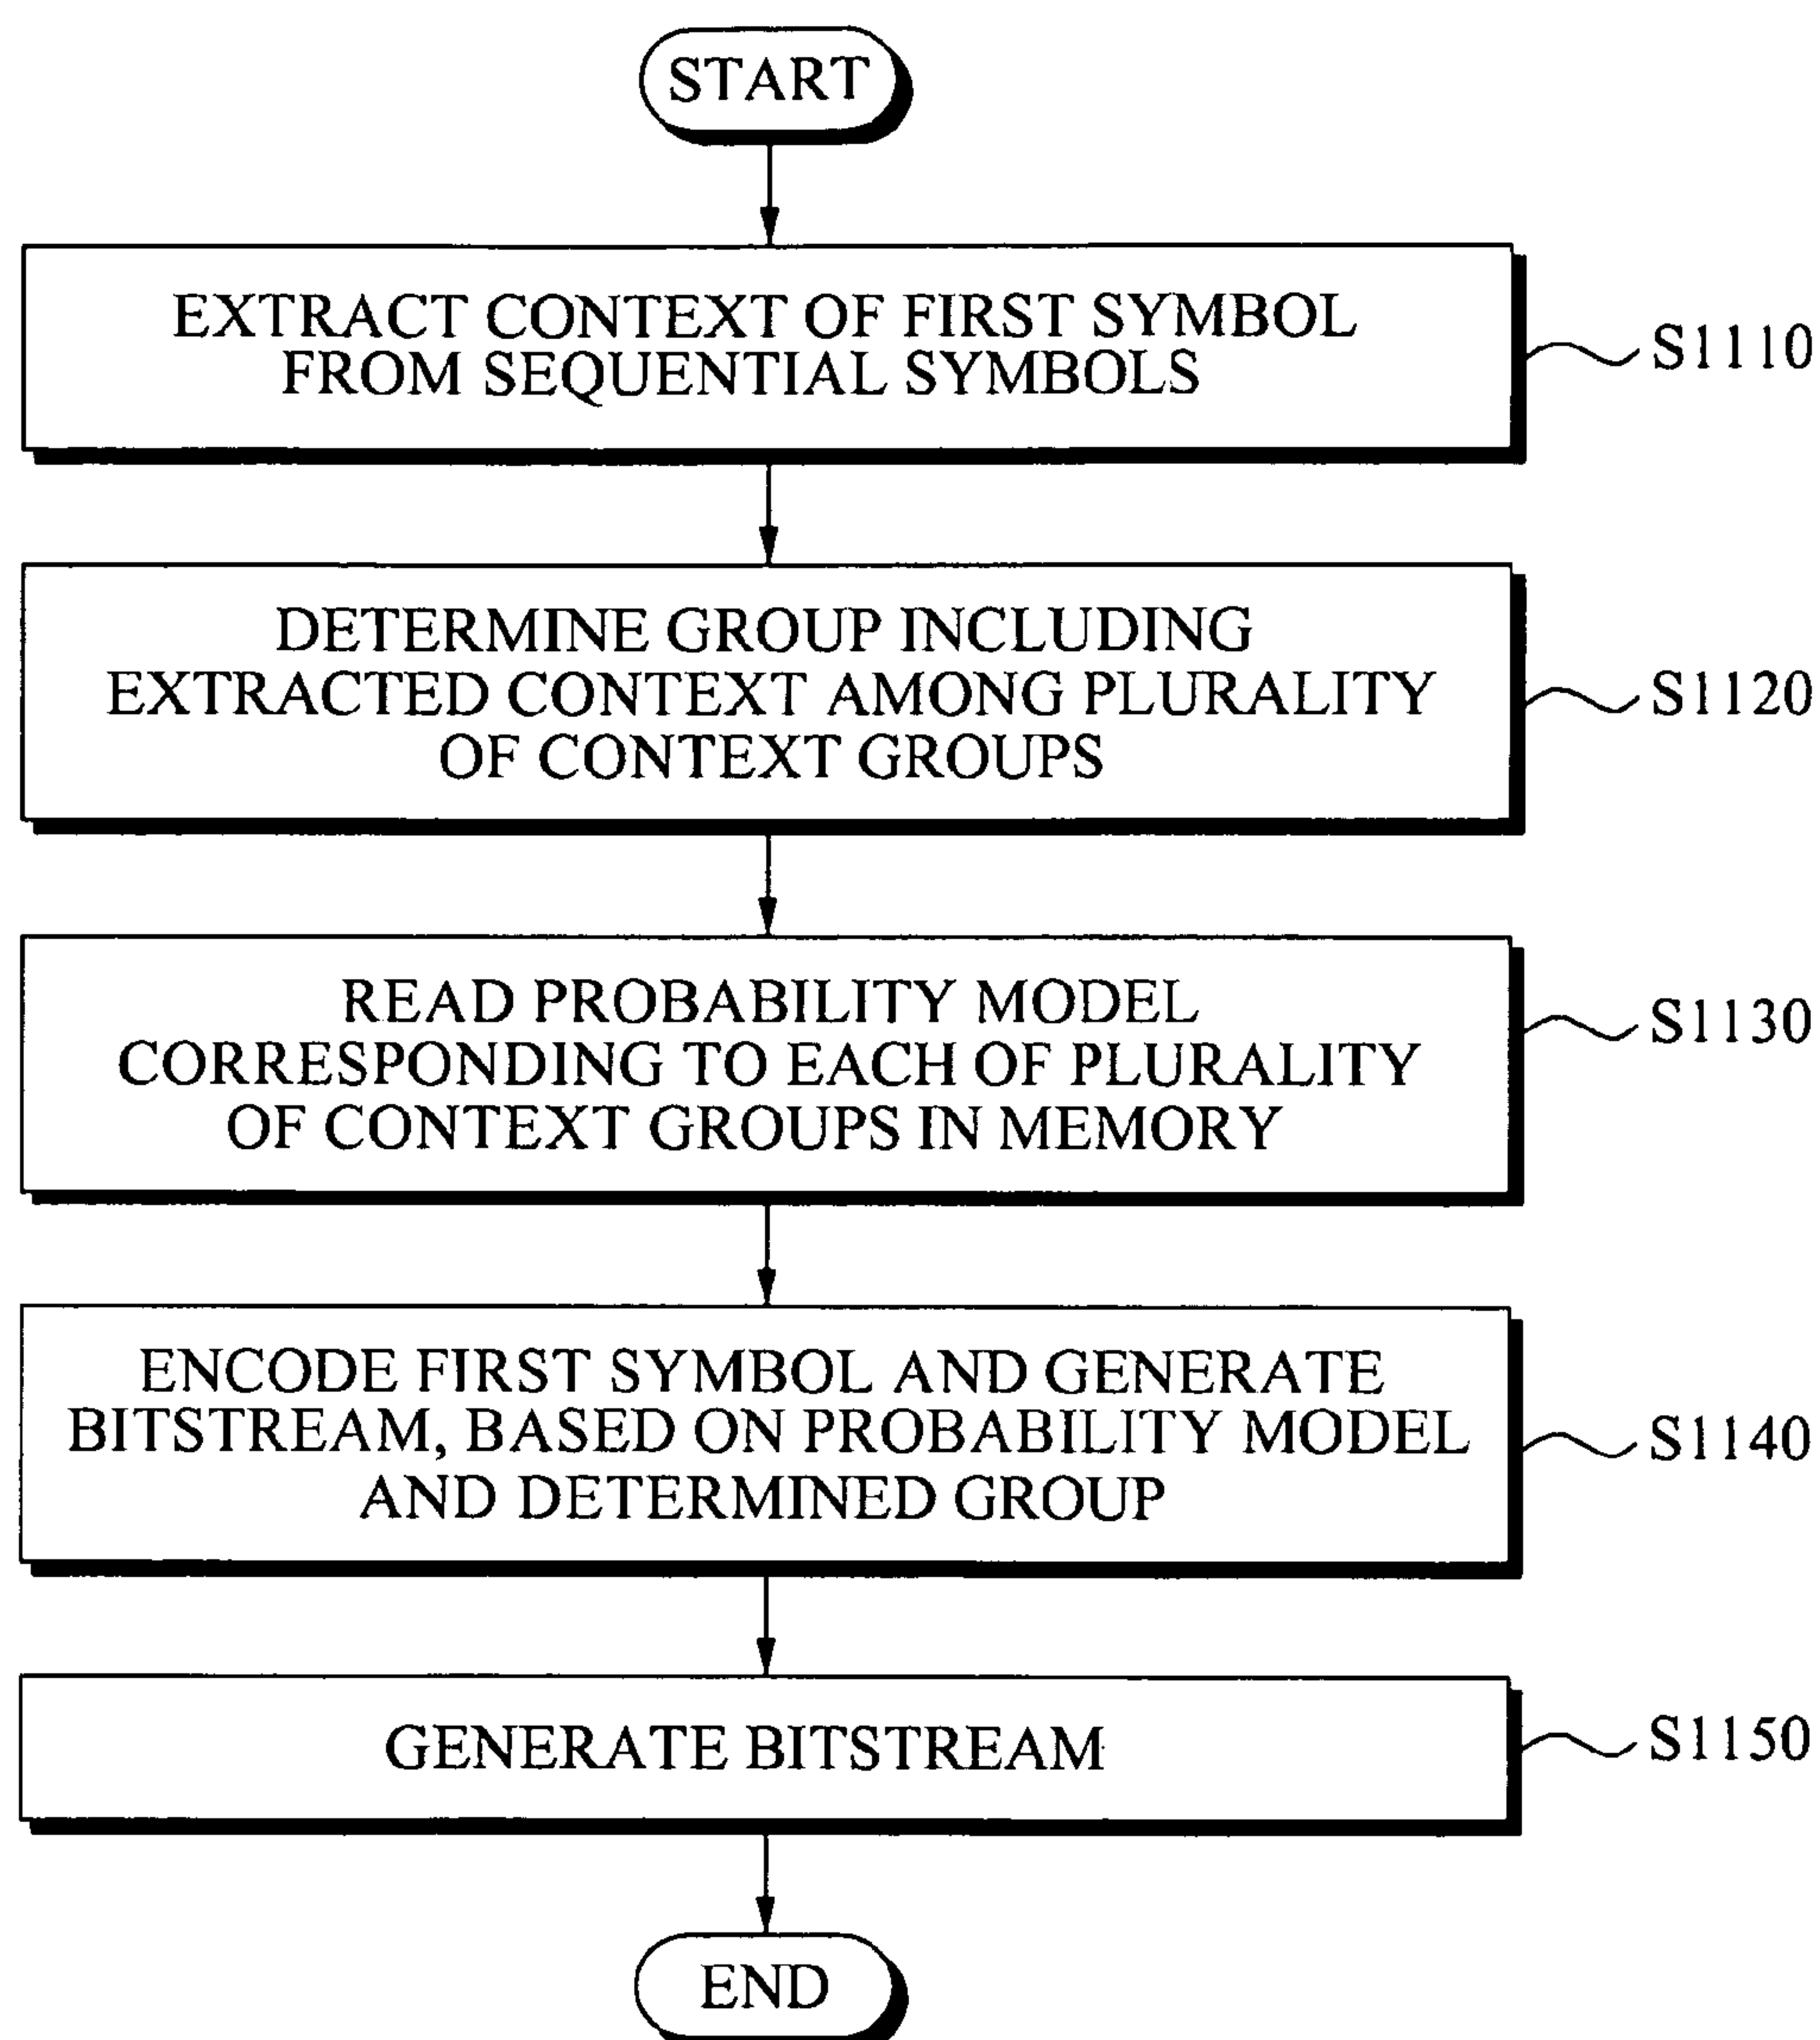 START
EXTRACT CONTEXT OF FIRST SYMBOL
FROM SEQUENTIAL SYMBOLS
S1110
DETERMINE GROUP INCLUDING
EXTRACTED CONTEXT AMONG PLURALITY
OF CONTEXT GROUPS
S1120
READ PROBABILITY MODEL
CORRESPONDING TO EACH OF PLURALITY
OF CONTEXT GROUPS IN MEMORY
S1130
ENCODE FIRST SYMBOL AND GENERATE
BITSTREAM, BASED ON PROBABILITY MODEL
AND DETERMINED GROUP
S1140
GENERATE BITSTREAM
S1150
END